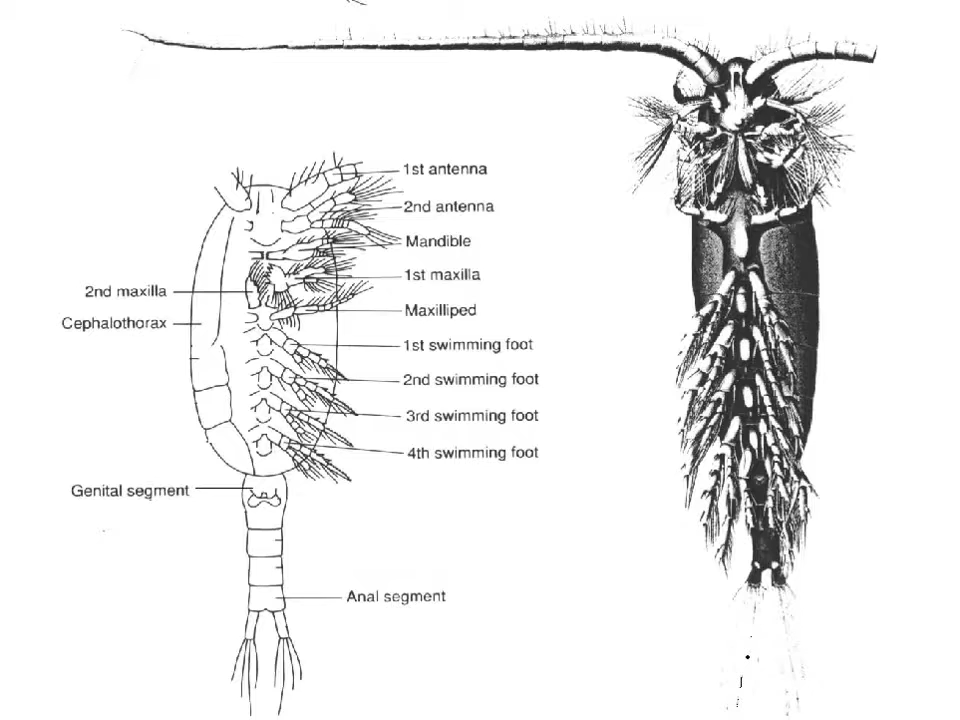 1st antenna
2nd antenna
Mandible
1st maxilla
2nd maxilla
Maxilliped
Cephalothorax
1st swimming foot
2nd swimming foot
3rd swimming foot
4th swimming foot
Genital segment
Anal segment